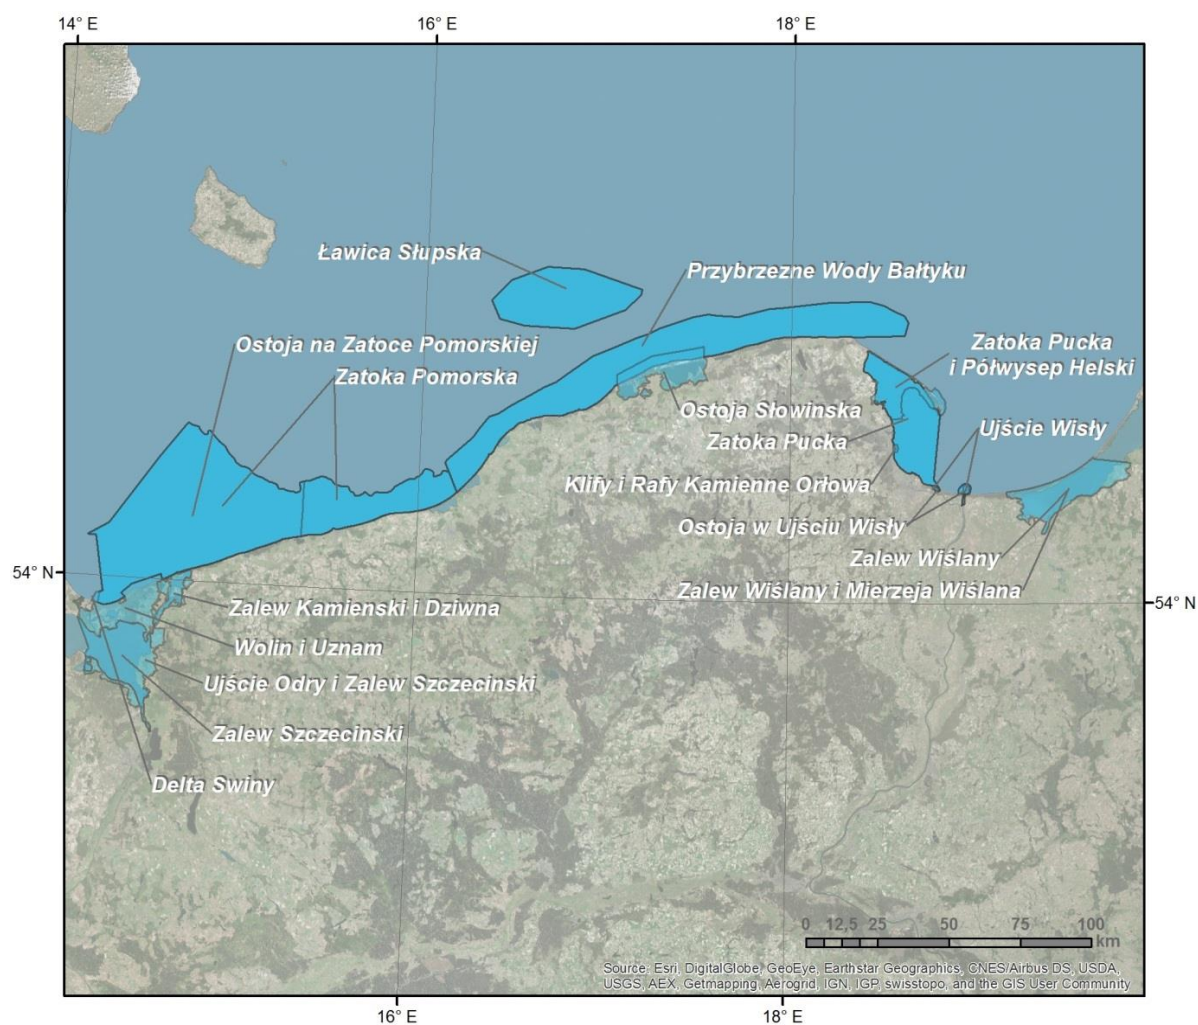 14° E
16° E
18° E
Ławica Słupska
Przybrzezne Wody Bałtyku
Ostoja na Zatoce Pomorskiej
Zatoka Pomorska
Zatoka Pucka
i Półwysep Helski
Ostoja Słowinska
Zatoka Pucka
Ujście Wisły
Klify i Rafy Kamienne Orłowa
Ostoja w Ujściu Wisły
Zalew Wiślany
Zalew Wiślany i Mierzeja Wiślana
54° N
54° N
Zalew Kamienski i Dziwna
Wolin i Uznam
Ujście Odry i Zalew Szczecinski
Zalew Szczecinski
Delta Swiny
0 12,5 25 50 75 100
km
Source: Esri, DigitalGlobe, GeoEye, Earthstar Geographics, CNES/Airbus DS, USDA,
USGS, AEX, Getmapping, Aerogrid, IGN, IGP, swisstopo, and the GIS User Community
16° E
18° E